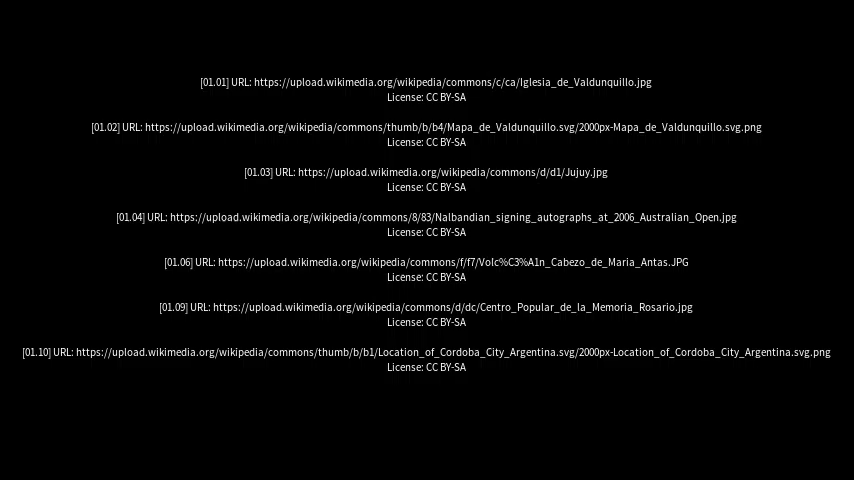 [01.01] URL: https://upload.wikimedia.org/wikipedia/commons/c/ca/Iglesia_de_Valdunquillo.jpg
License: CC BY-SA
[01.02] URL: https://upload.wikimedia.org/wikipedia/commons/thumb/b/b4/Mapa_de_Valdunquillo.svg/2000px-Mapa_de_Valdunquillo.svg.png
License: CC BY-SA
[01.03] URL: https://upload.wikimedia.org/wikipedia/commons/d/d1/Jujuy.jpg
License: CC BY-SA
[01.04] URL: https://upload.wikimedia.org/wikipedia/commons/8/83/Nalbandian_signing_autographs_at_2006_Australian_Open.jpg
License: CC BY-SA
[01.06] URL: https://upload.wikimedia.org/wikipedia/commons/f/f7/Volc%C3%A1n_Cabezo_de_Maria_Antas.JPG
License: CC BY-SA
[01.09] URL: https://upload.wikimedia.org/wikipedia/commons/d/dc/Centro_Popular_de_la_Memoria_Rosario.jpg
License: CC BY-SA
[01.10] URL: https://upload.wikimedia.org/wikipedia/commons/thumb/b/b1/Location_of_Cordoba_City_Argentina.svg/2000px-Location_of_Cordoba_City_Argentina.svg.png
License: CC BY-SA